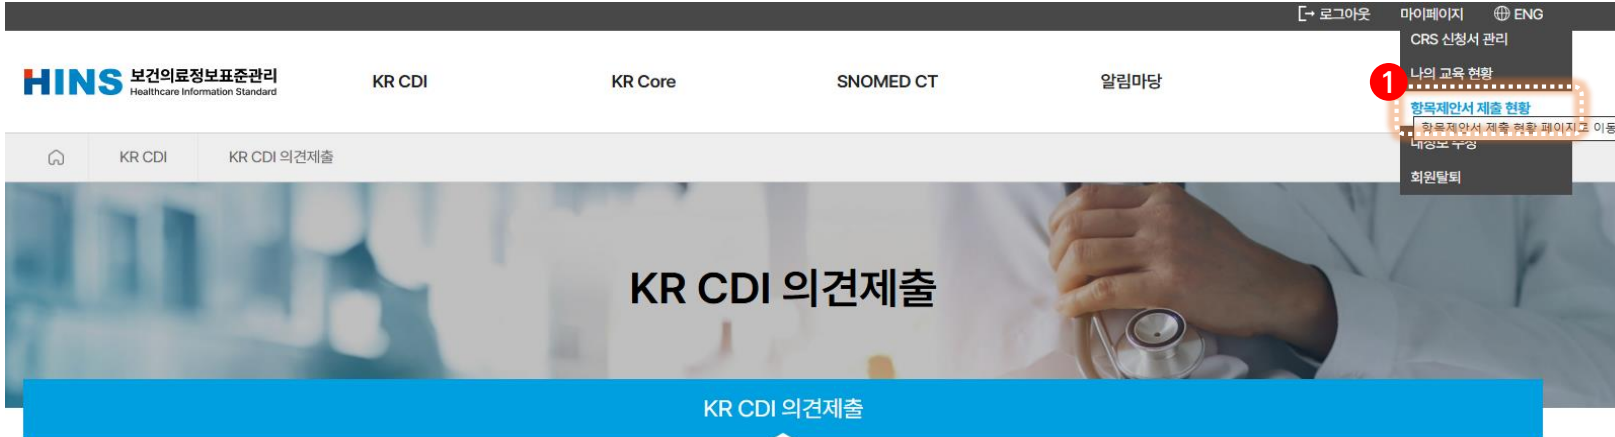 로그아웃 마이페이지 ENG
CRS 신청서 관리
HINS 보건의료정보표준관리
Healthcare Information Standard
KR CDI KR Core SNOMED CT 알림마당
나의 교육 현황
1
항목제안서 제출 현황
항목제안서 제출 현황 페이지로 이동
내정보 수정
회원탈퇴
KR CDI KR CDI 의견제출
KR CDI 의견제출
KR CDI 의견제출